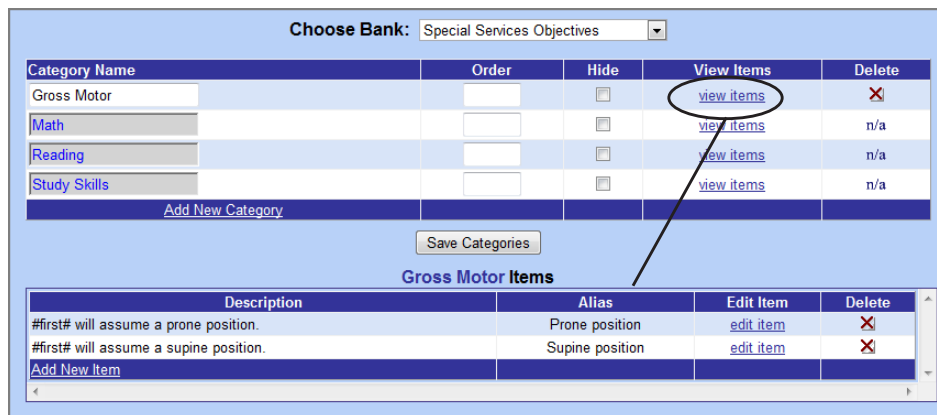 Choose Bank: Special Services Objectives
Category Name Order Hide View Items Delete
Gross Motor view items
Math view items n/a
Reading view items n/a
Study Skills view items n/a
Add New Category
Save Categories
Gross Motor Items
Description Alias Edit Item Delete
#first# will assume a prone position. Prone position edit item
#first# will assume a supine position. Supine position edit item
Add New Item